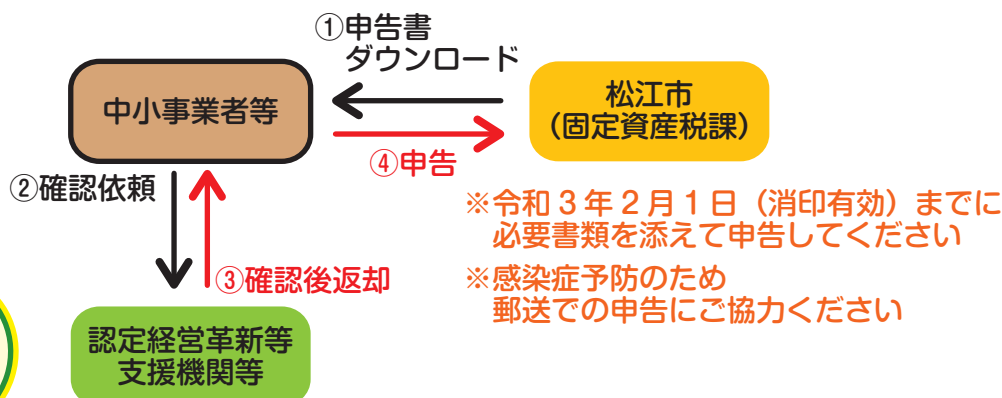 ①申告書
ダウンロード
中小事業者等
松江市
（固定資産税課）
④申告
②確認依頼
③確認後返却
※令和３年２月１日（消印有効）までに
必要書類を添えて申告してください
※感染症予防のため
郵送での申告にご協力ください
認定経営革新等
支援機関等